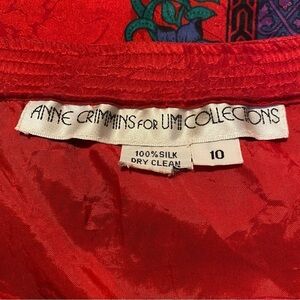 ANNE CRIMMINS FOR UMI COLLECTIONS
100% SILK
DRY CLEAN
10